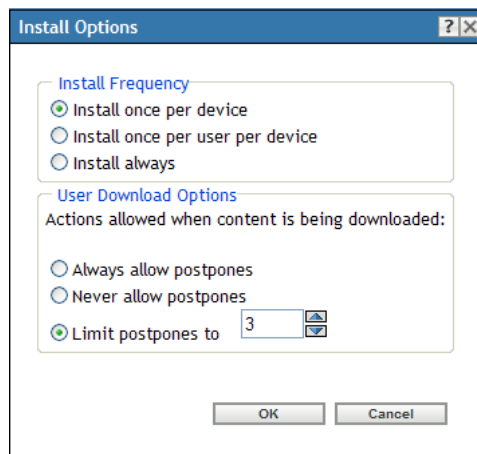 Install Options ? X
Install Frequency
Install once per device
Install once per user per device
Install always
User Download Options
Actions allowed when content is being downloaded:
Always allow postpones
Never allow postpones
Limit postpones to 3
OK Cancel